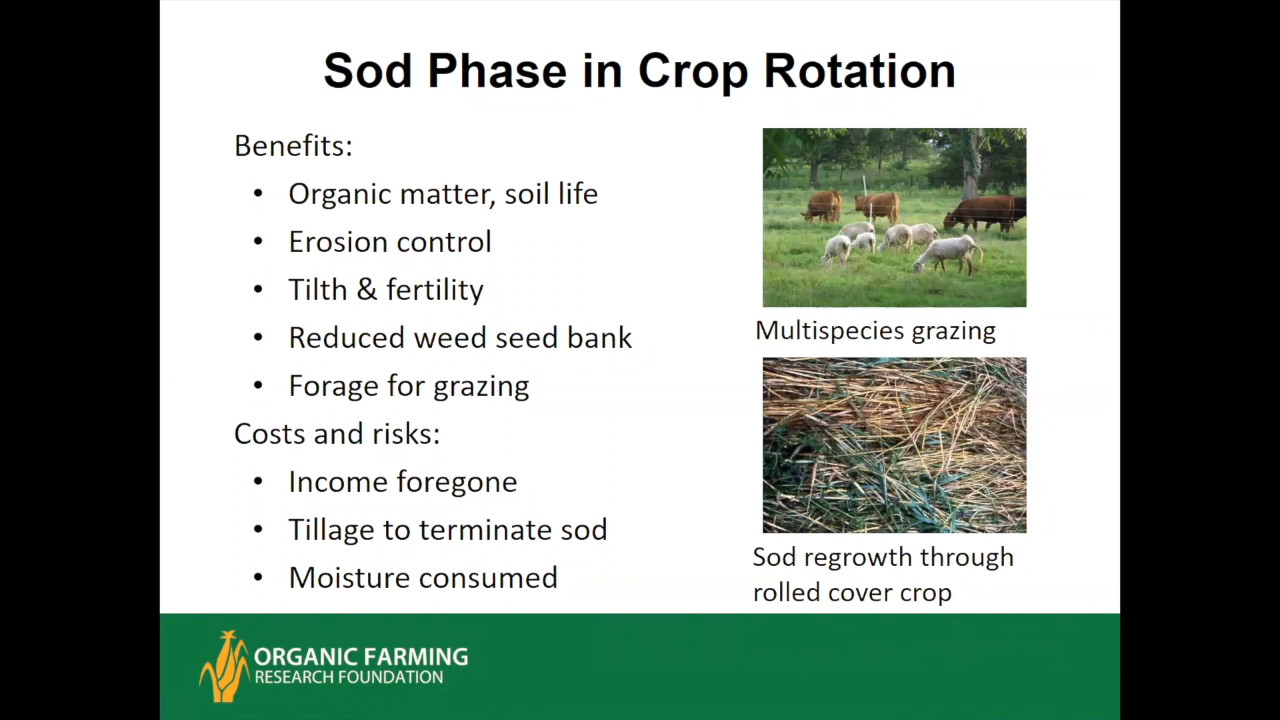 Sod Phase in Crop Rotation
Benefits:
• Organic matter, soil life
• Erosion control
• Tilth & fertility
• Reduced weed seed bank
• Forage for grazing
Costs and risks:
• Income foregone
• Tillage to terminate sod
• Moisture consumed
Multispecies grazing
Sod regrowth through
rolled cover crop
ORGANIC FARMING
RESEARCH FOUNDATION